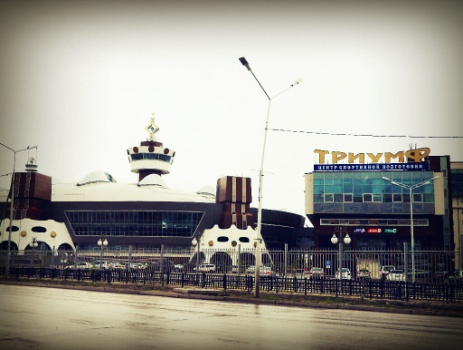 ТРИУМФ
ЦЕНТР СПОРТИВНОЙ ПОДГОТОВКИ